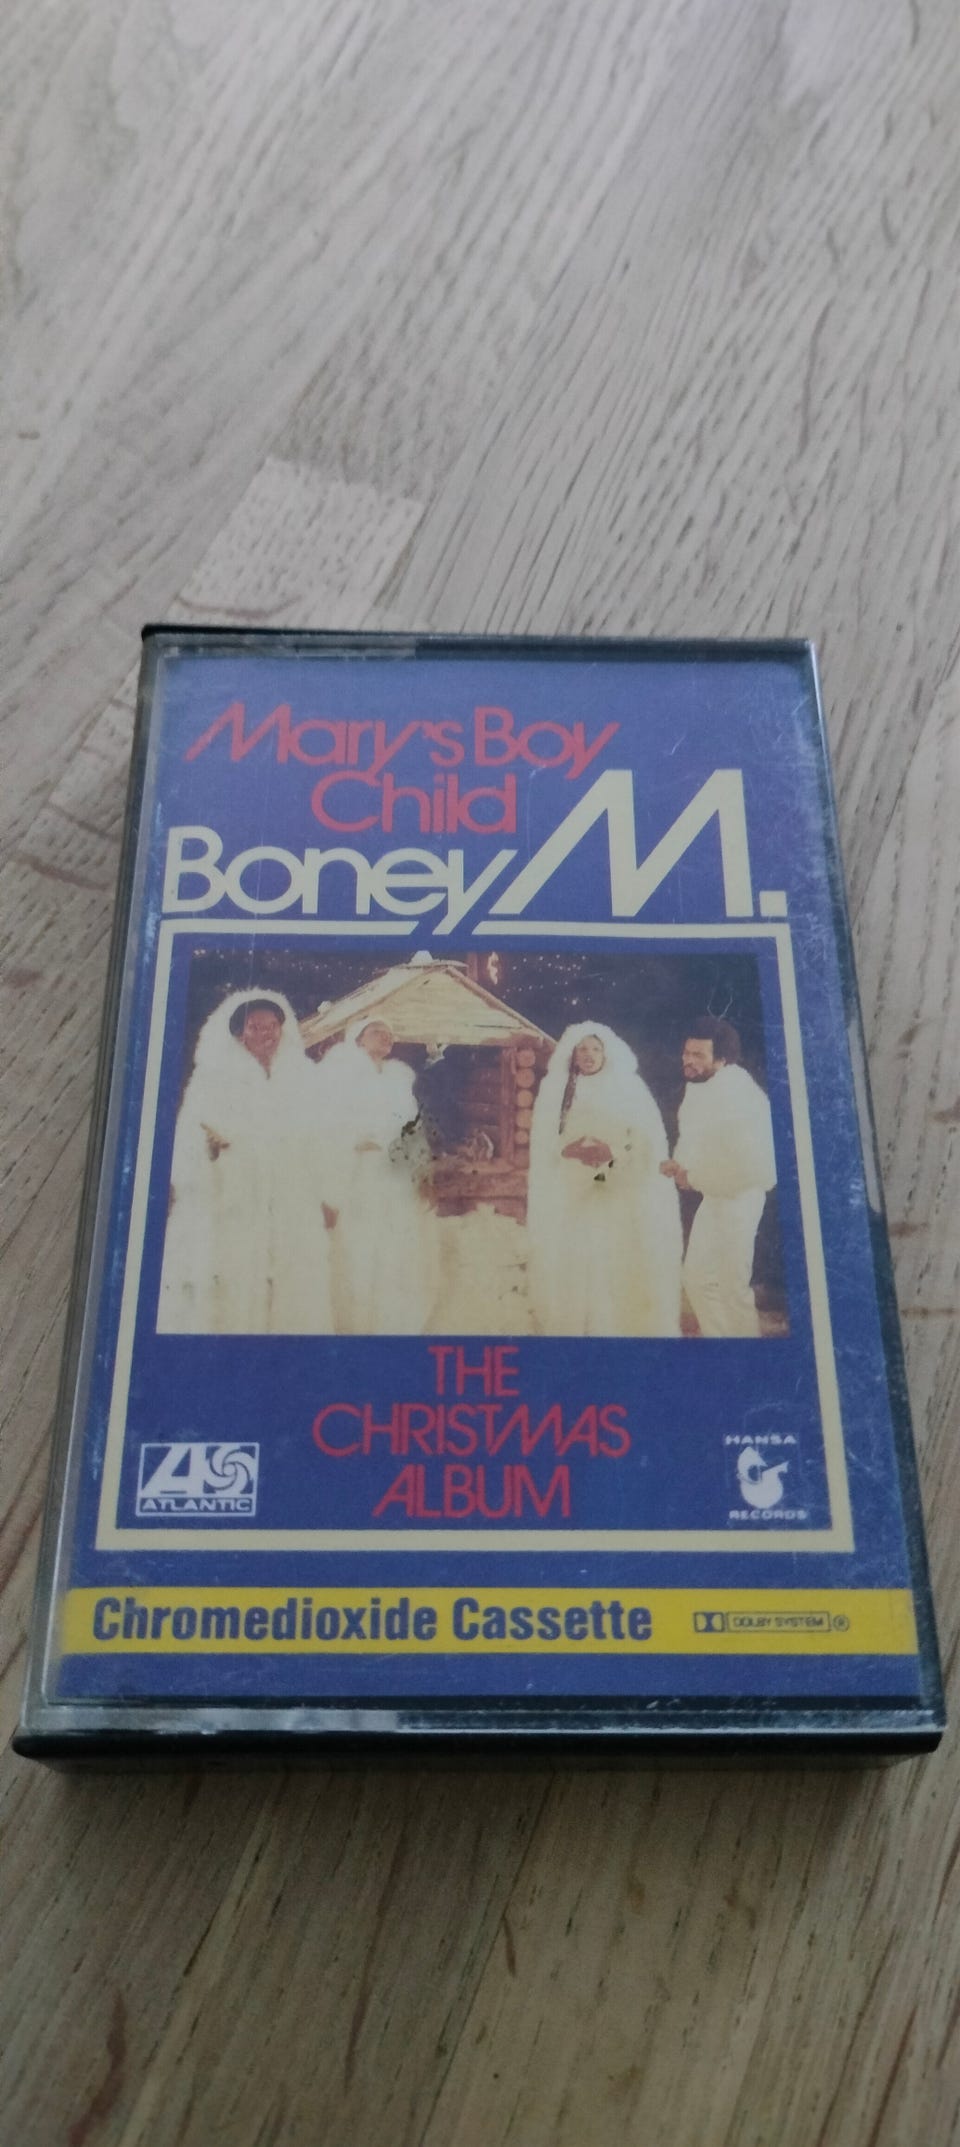 Mary's Boy
Child
Boney M.
THE
CHRISTMAS
ALBUM
ATLANTIC
HANSA
RECORDS
Chromedioxide Cassette
DOLBY SYSTEM ®